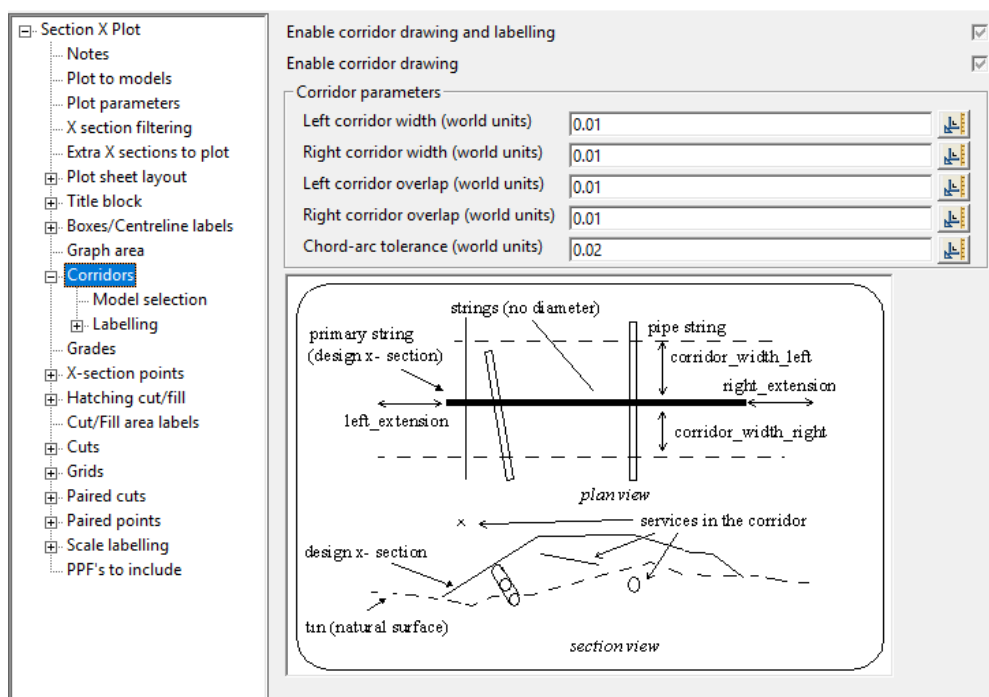 Section X Plot
Notes
Plot to models
Plot parameters
X section filtering
Extra X sections to plot
Plot sheet layout
Title block
Boxes/Centreline labels
Graph area
Corridors
Model selection
Labelling
Grades
X-section points
Hatching cut/fill
Cut/Fill area labels
Cuts
Grids
Paired cuts
Paired points
Scale labelling
PPF's to include
Enable corridor drawing and labelling
Enable corridor drawing
Corridor parameters
Left corridor width (world units) 0.01
Right corridor width (world units) 0.01
Left corridor overlap (world units) 0.01
Right corridor overlap (world units) 0.01
Chord-arc tolerance (world units) 0.02
strings (no diameter)
primary string
(design x- section)
pipe string
corridor_width_left
right_extension
left_extension
corridor_width_right
plan view
x
services in the corridor
design x- section
tin (natural surface)
section view